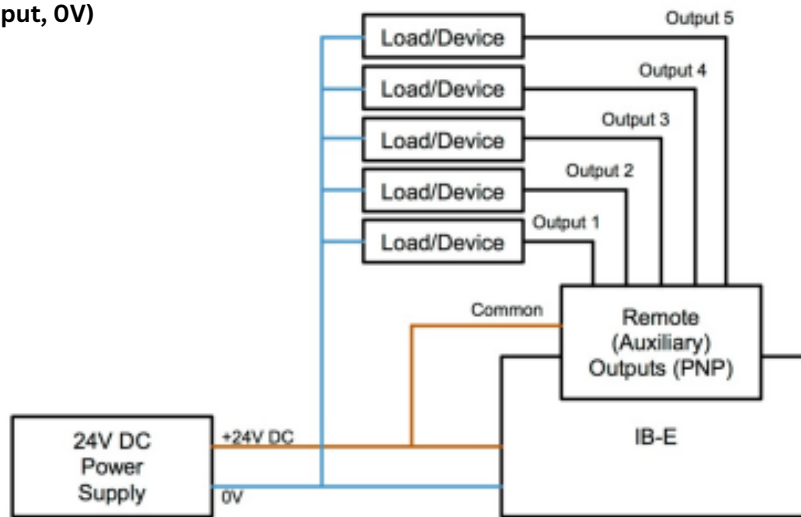 put, 0V)
Output 5
Load/Device
Output 4
Load/Device
Output 3
Load/Device
Output 2
Load/Device
Output 1
Load/Device
Common
Remote
(Auxiliary)
Outputs (PNP)
24V DC
Power
Supply
+24V DC
0V
IB-E